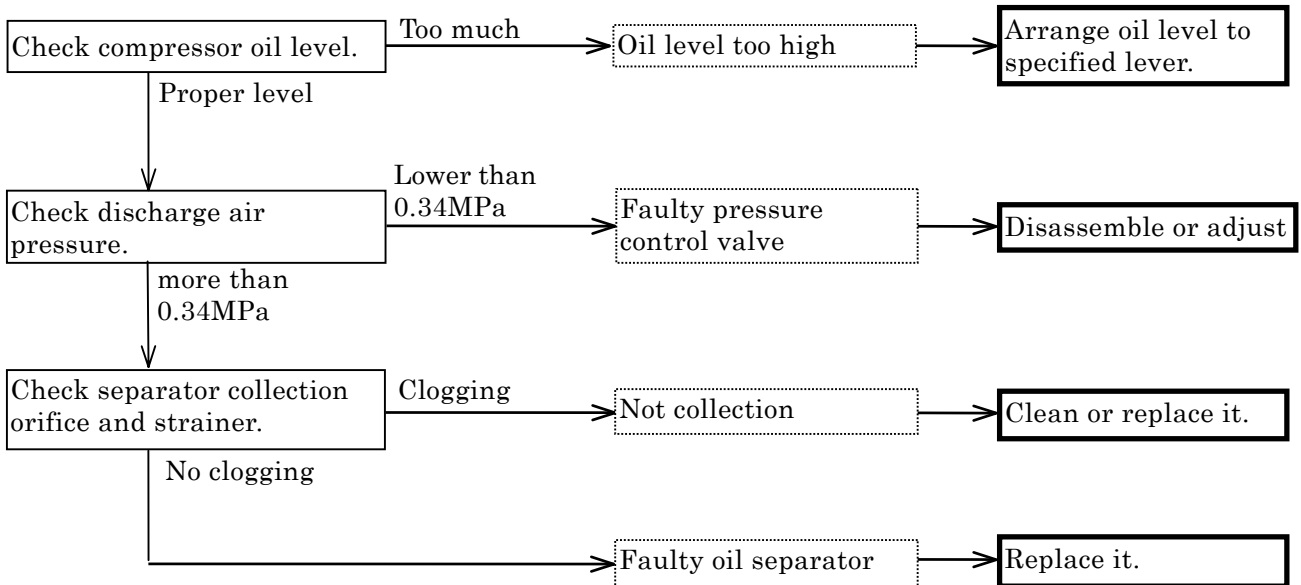 Check compressor oil level.
Too much
Oil level too high
Arrange oil level to
specified lever.
Proper level
Check discharge air
pressure.
Lower than
0.34MPa
Faulty pressure
control valve
Disassemble or adjust
more than
0.34MPa
Check separator collection
orifice and strainer.
Clogging
Not collection
Clean or replace it.
No clogging
Faulty oil separator
Replace it.